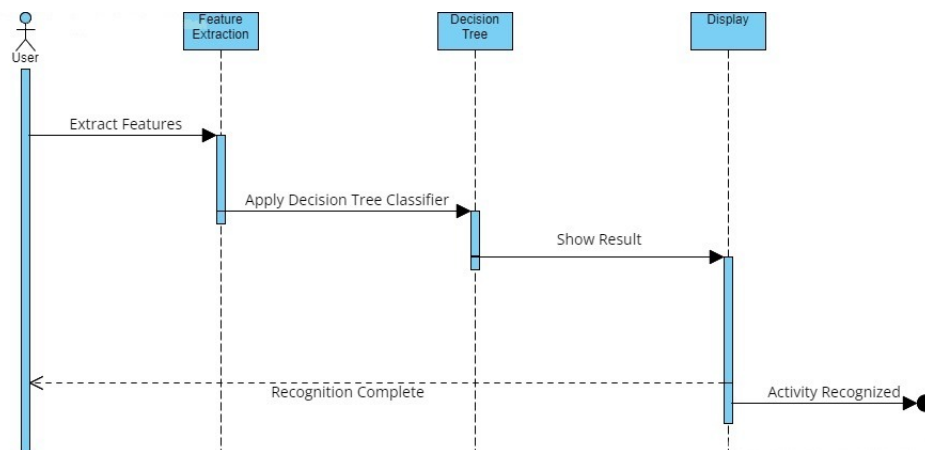 Feature
Extraction
Decision
Tree
Display
User
Extract Features
Apply Decision Tree Classifier
Show Result
Recognition Complete
Activity Recognized